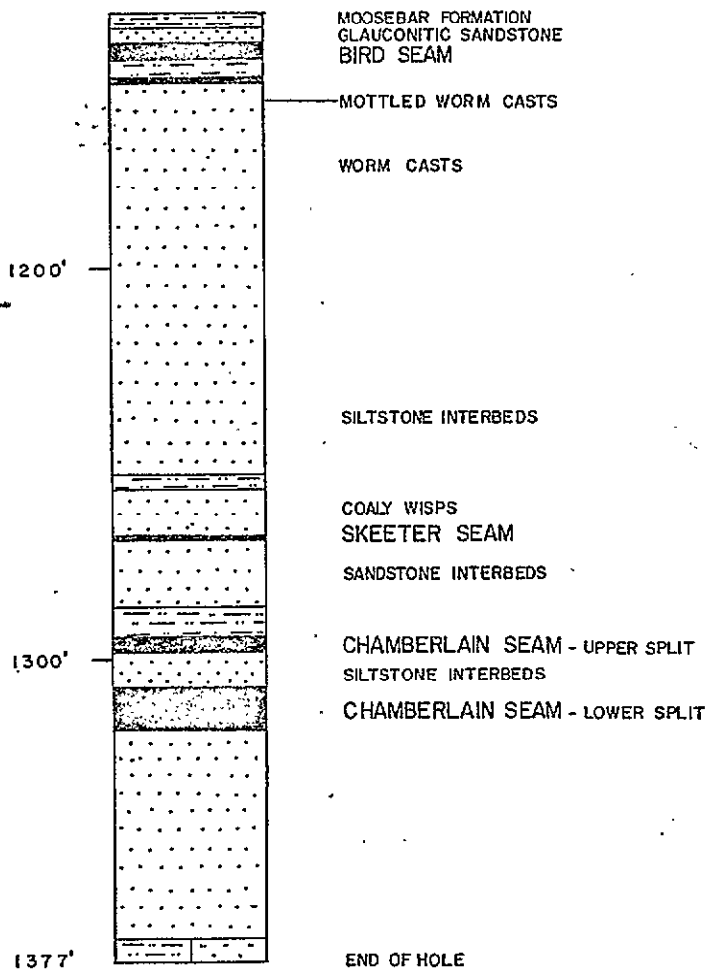 MOOSEBAR FORMATION
GLAUCONITIC SANDSTONE
BIRD SEAM
MOTTLED WORM CASTS
WORM CASTS
1200'
SILTSTONE INTERBEDS
COALY WISPS
SKEETER SEAM
SANDSTONE INTERBEDS
CHAMBERLAIN SEAM - UPPER SPLIT
1300'
SILTSTONE INTERBEDS
CHAMBERLAIN SEAM - LOWER SPLIT
1377'
END OF HOLE